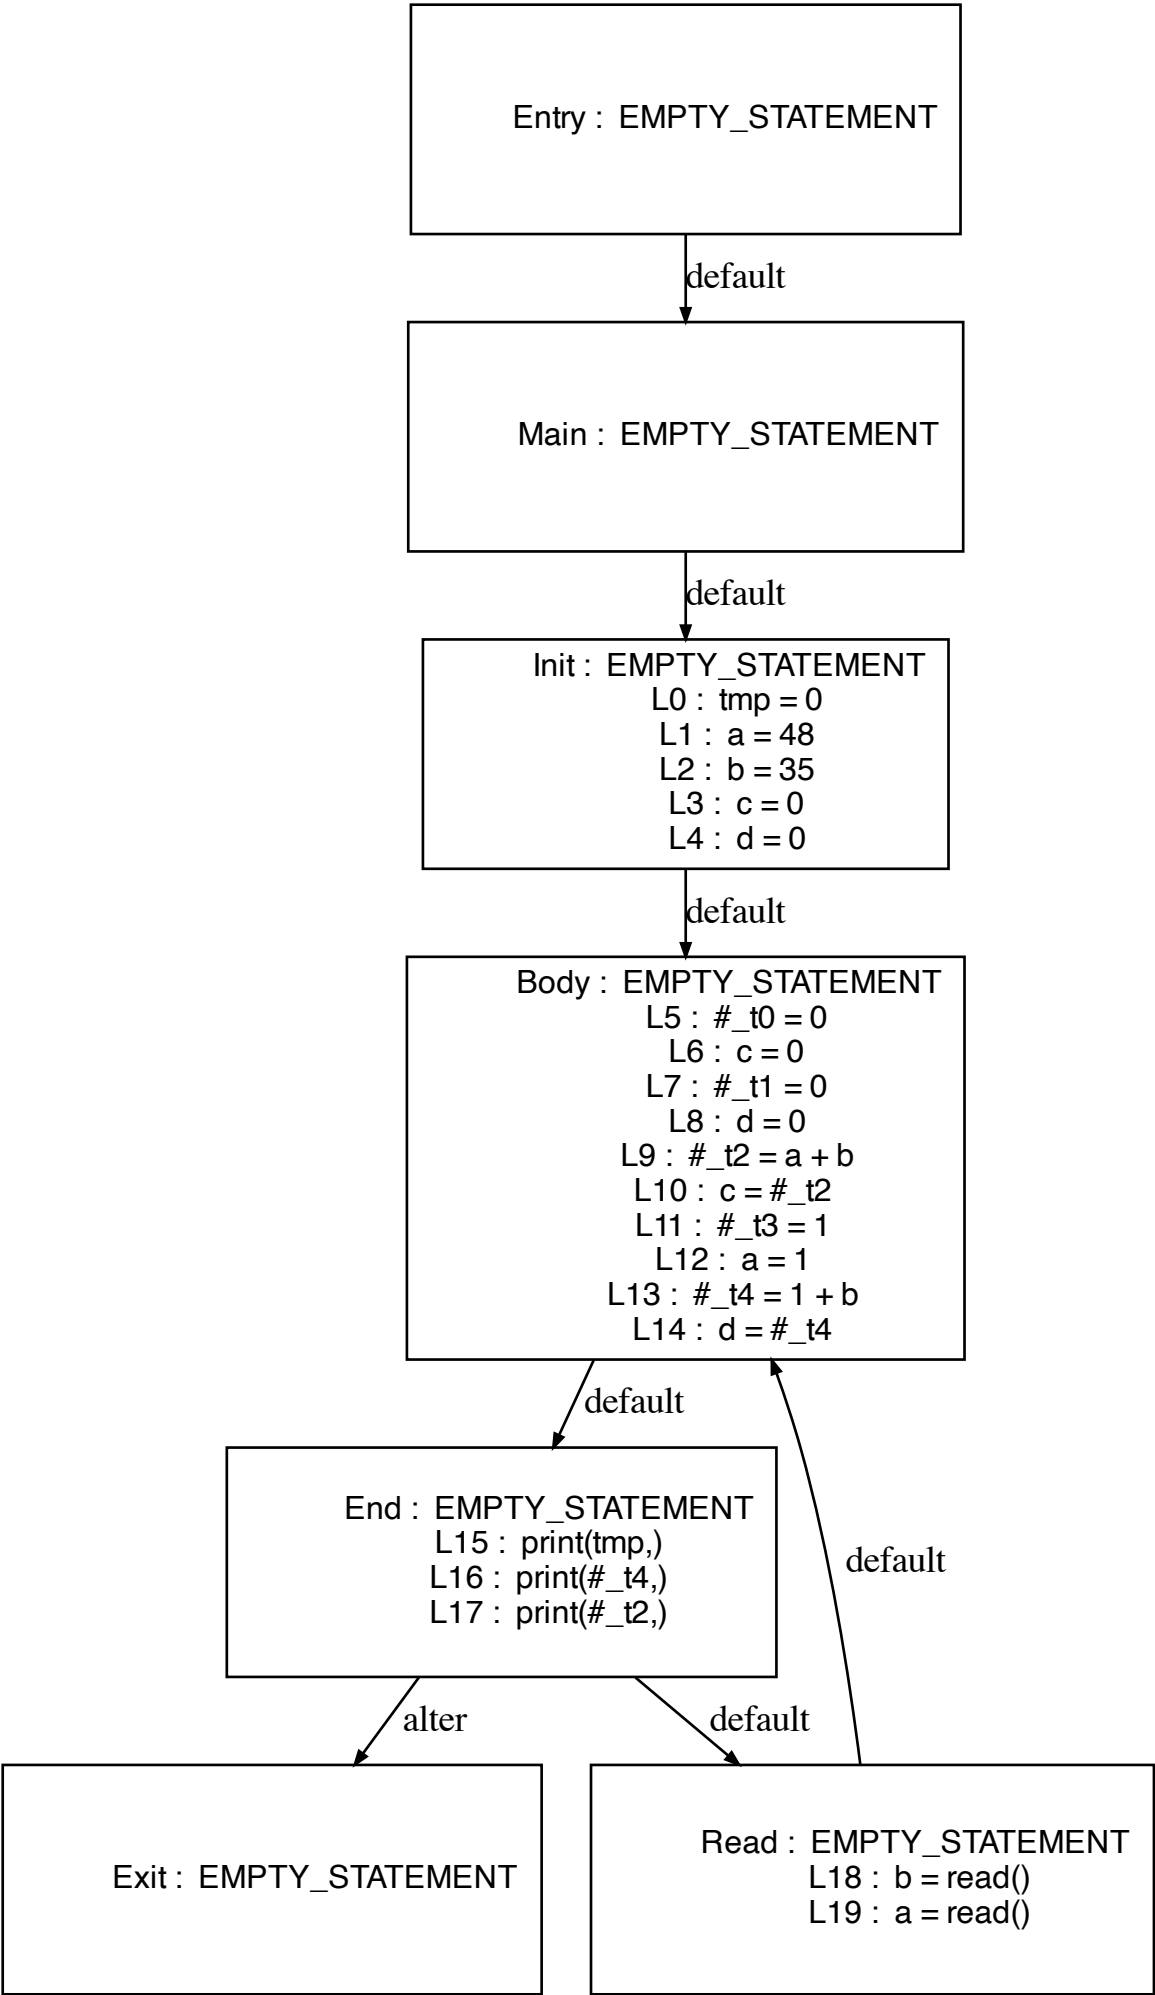 Entry : EMPTY_STATEMENT
default
Main : EMPTY_STATEMENT
default
Init : EMPTY_STATEMENT
L0 : tmp = 0
L1 : a = 48
L2 : b = 35
L3 : c = 0
L4 : d = 0
default
Body : EMPTY_STATEMENT
L5 : #_t0 = 0
L6 : c = 0
L7 : #_t1 = 0
L8 : d = 0
L9 : #_t2 = a + b
L10 : c = #_t2
L11 : #_t3 = 1
L12 : a = 1
L13 : #_t4 = 1 + b
L14 : d = #_t4
default
End : EMPTY_STATEMENT
L15 : print(tmp,)
L16 : print(#_t4,)
L17 : print(#_t2,)
default
alter
default
Exit : EMPTY_STATEMENT
Read : EMPTY_STATEMENT
L18 : b = read()
L19 : a = read()